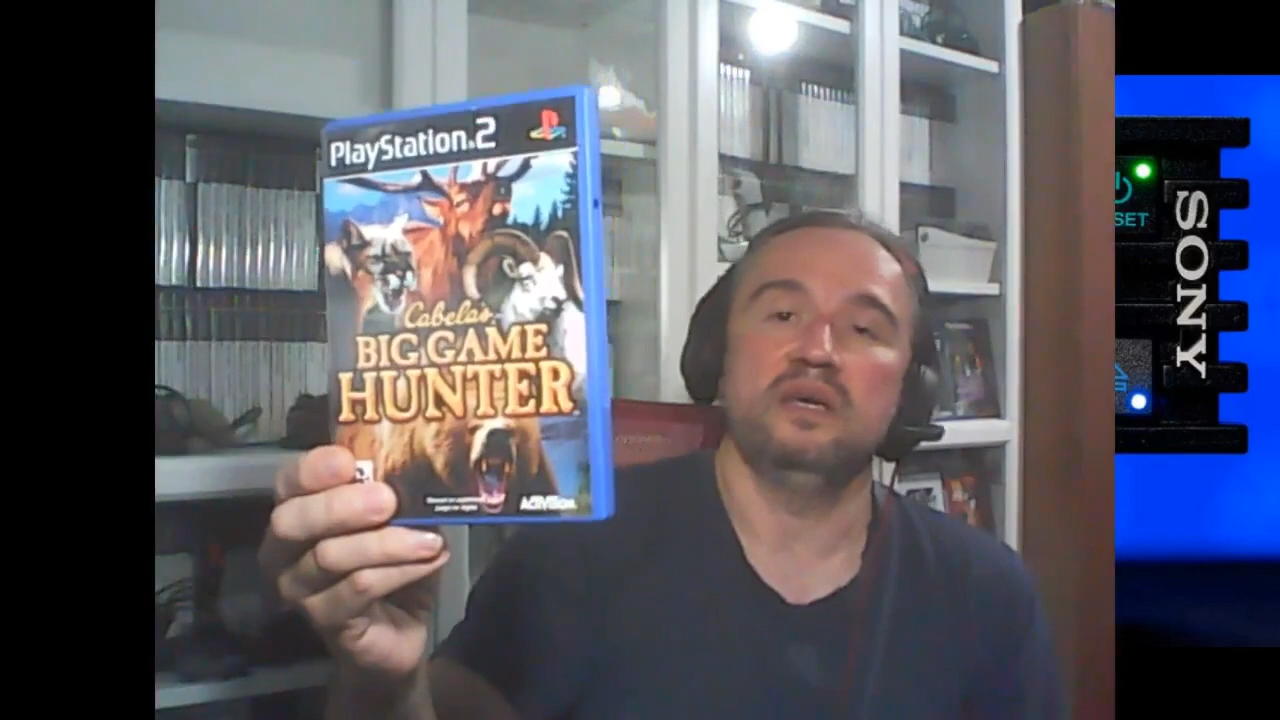 PlayStation.2
Cabela's
BIG GAME
HUNTER
ACTIVISION
SET
SONY